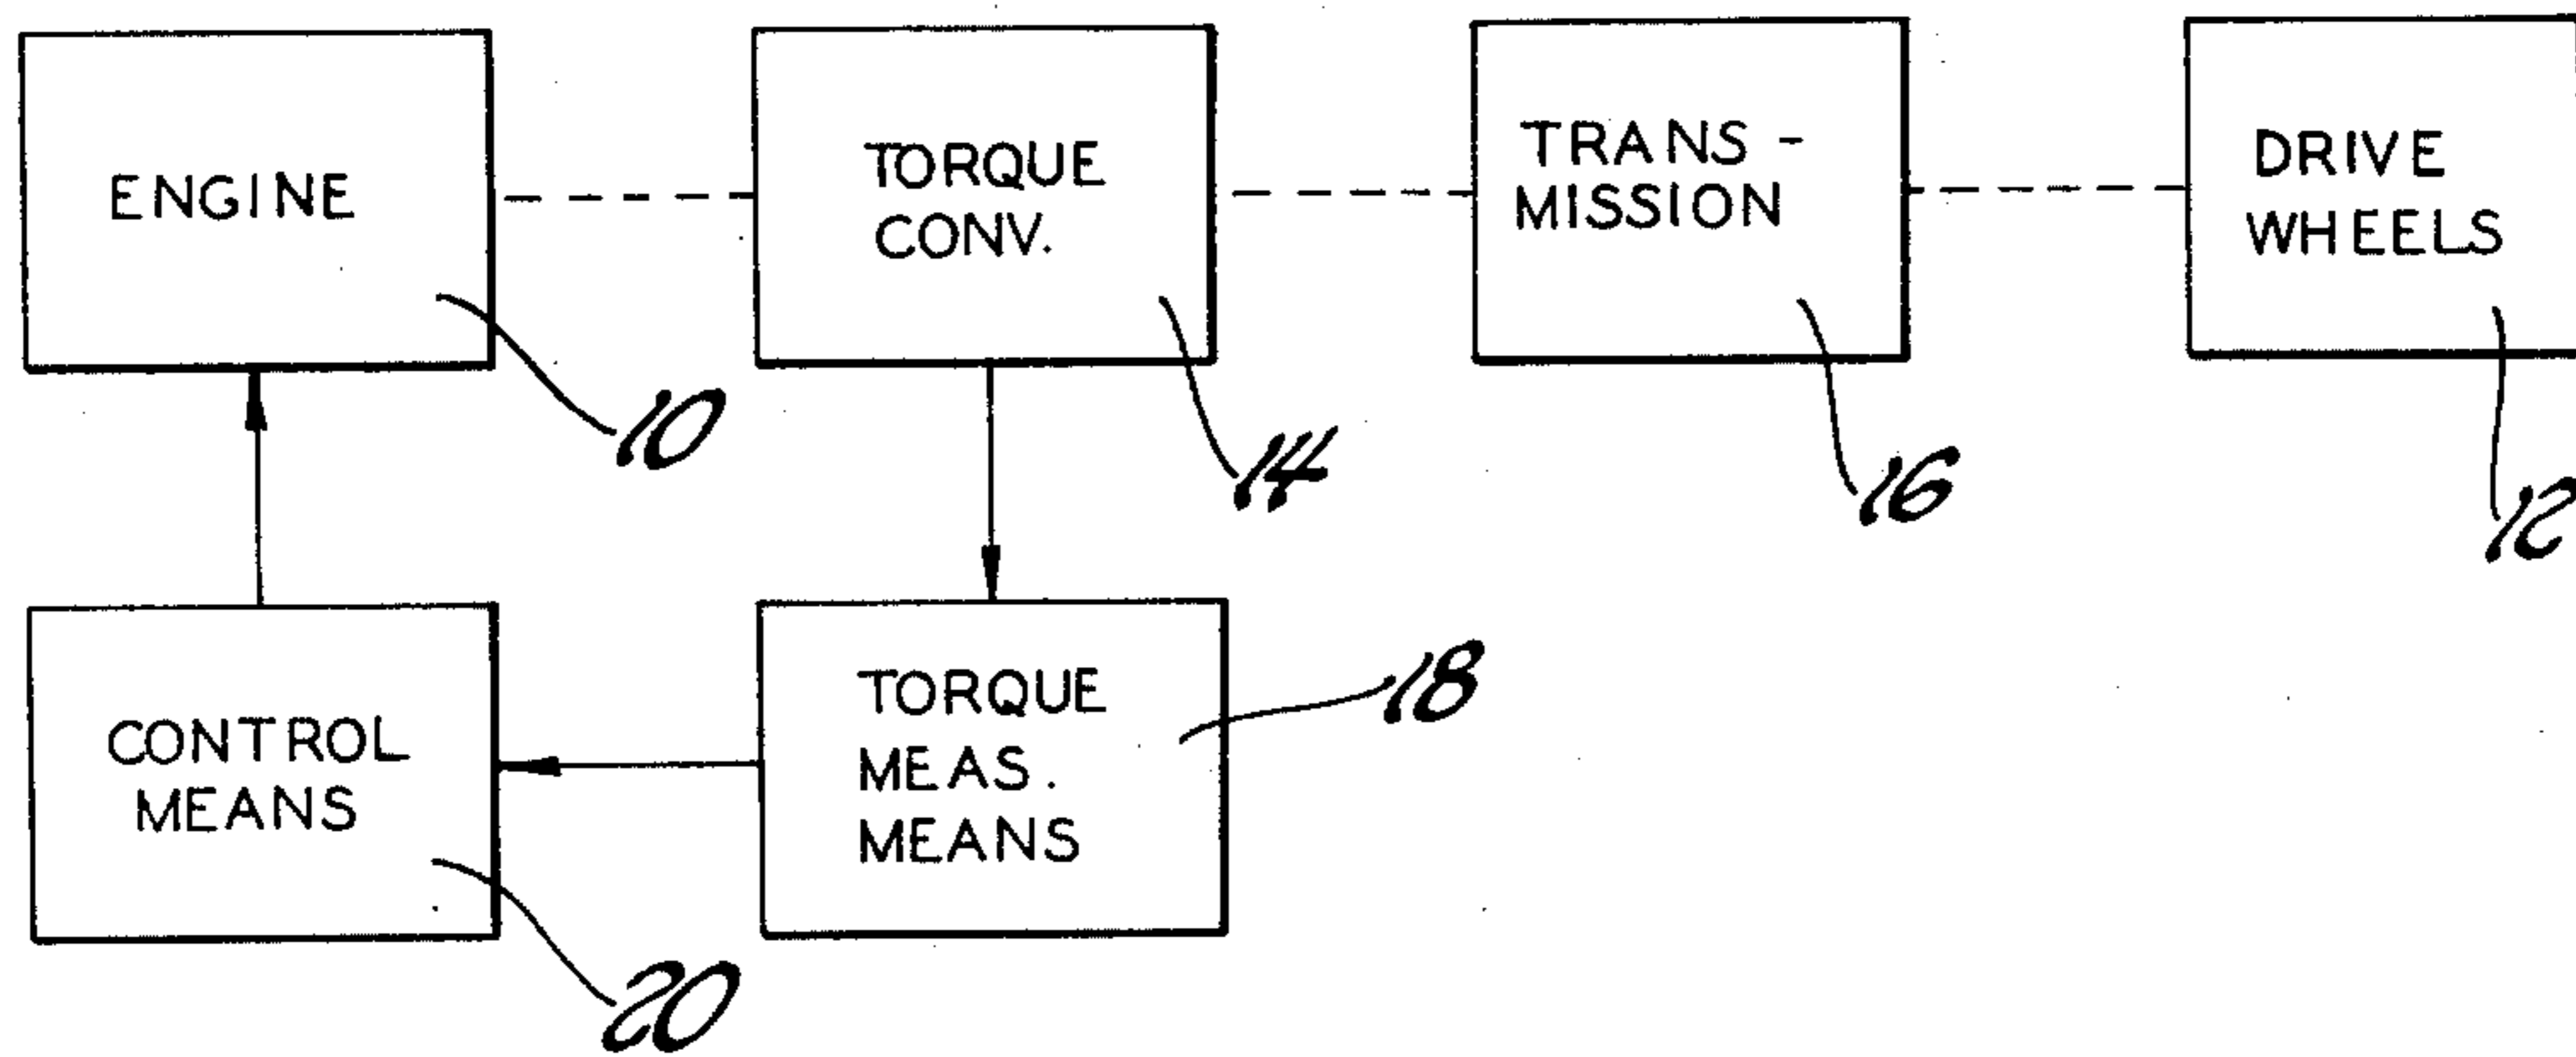 ENGINE
TORQUE
CONV.
TRANS -
MISSION
DRIVE
WHEELS
10
14
16
12
CONTROL
MEANS
TORQUE
MEAS.
MEANS
18
20